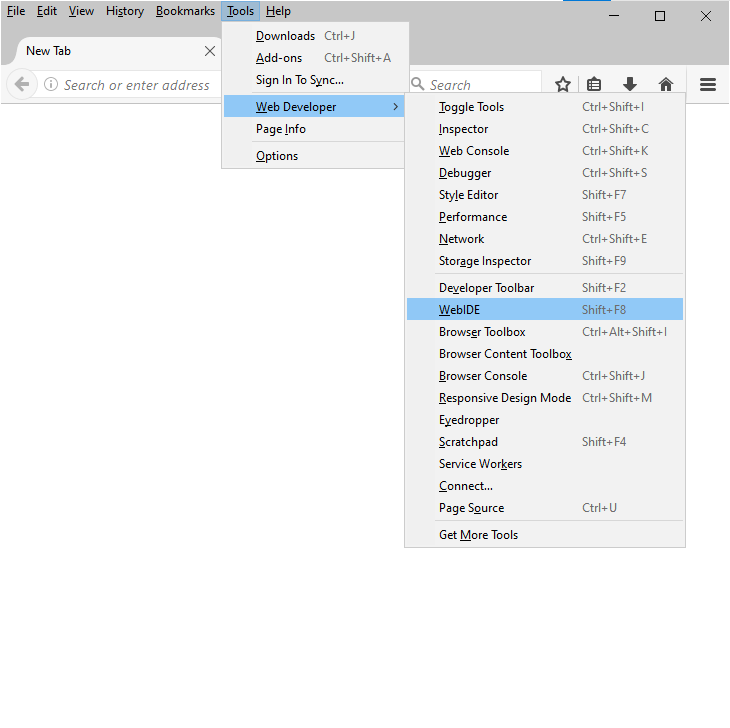 File Edit View History Bookmarks Tools Help
New Tab
Search or enter address
Search
Downloads Ctrl+J
Add-ons Ctrl+Shift+A
Sign In To Sync...
Web Developer
Page Info
Options
Toggle Tools Ctrl+Shift+I
Inspector Ctrl+Shift+C
Web Console Ctrl+Shift+K
Debugger Ctrl+Shift+S
Style Editor Shift+F7
Performance Shift+F5
Network Ctrl+Shift+E
Storage Inspector Shift+F9
Developer Toolbar Shift+F2
WebIDE Shift+F8
Browser Toolbox Ctrl+Alt+Shift+I
Browser Content Toolbox
Browser Console Ctrl+Shift+J
Responsive Design Mode Ctrl+Shift+M
Eyedropper
Scratchpad Shift+F4
Service Workers
Connect...
Page Source Ctrl+U
Get More Tools